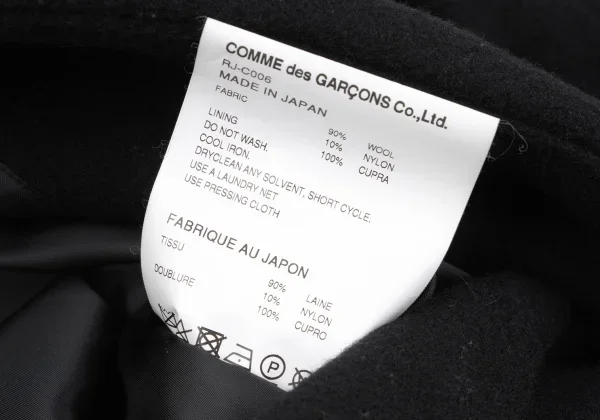 COMME des GARÇONS Co.,Ltd.
RJ-C006
MADE IN JAPAN
FABRIC 90% WOOL
10% NYLON
LINING 100% CUPRA
DO NOT WASH.
COOL IRON.
DRYCLEAN ANY SOLVENT, SHORT CYCLE.
USE A LAUNDRY NET
USE PRESSING CLOTH
FABRIQUE AU JAPON
TISSU 90% LAINE
10% NYLON
DOUBLURE 100% CUPRO
P